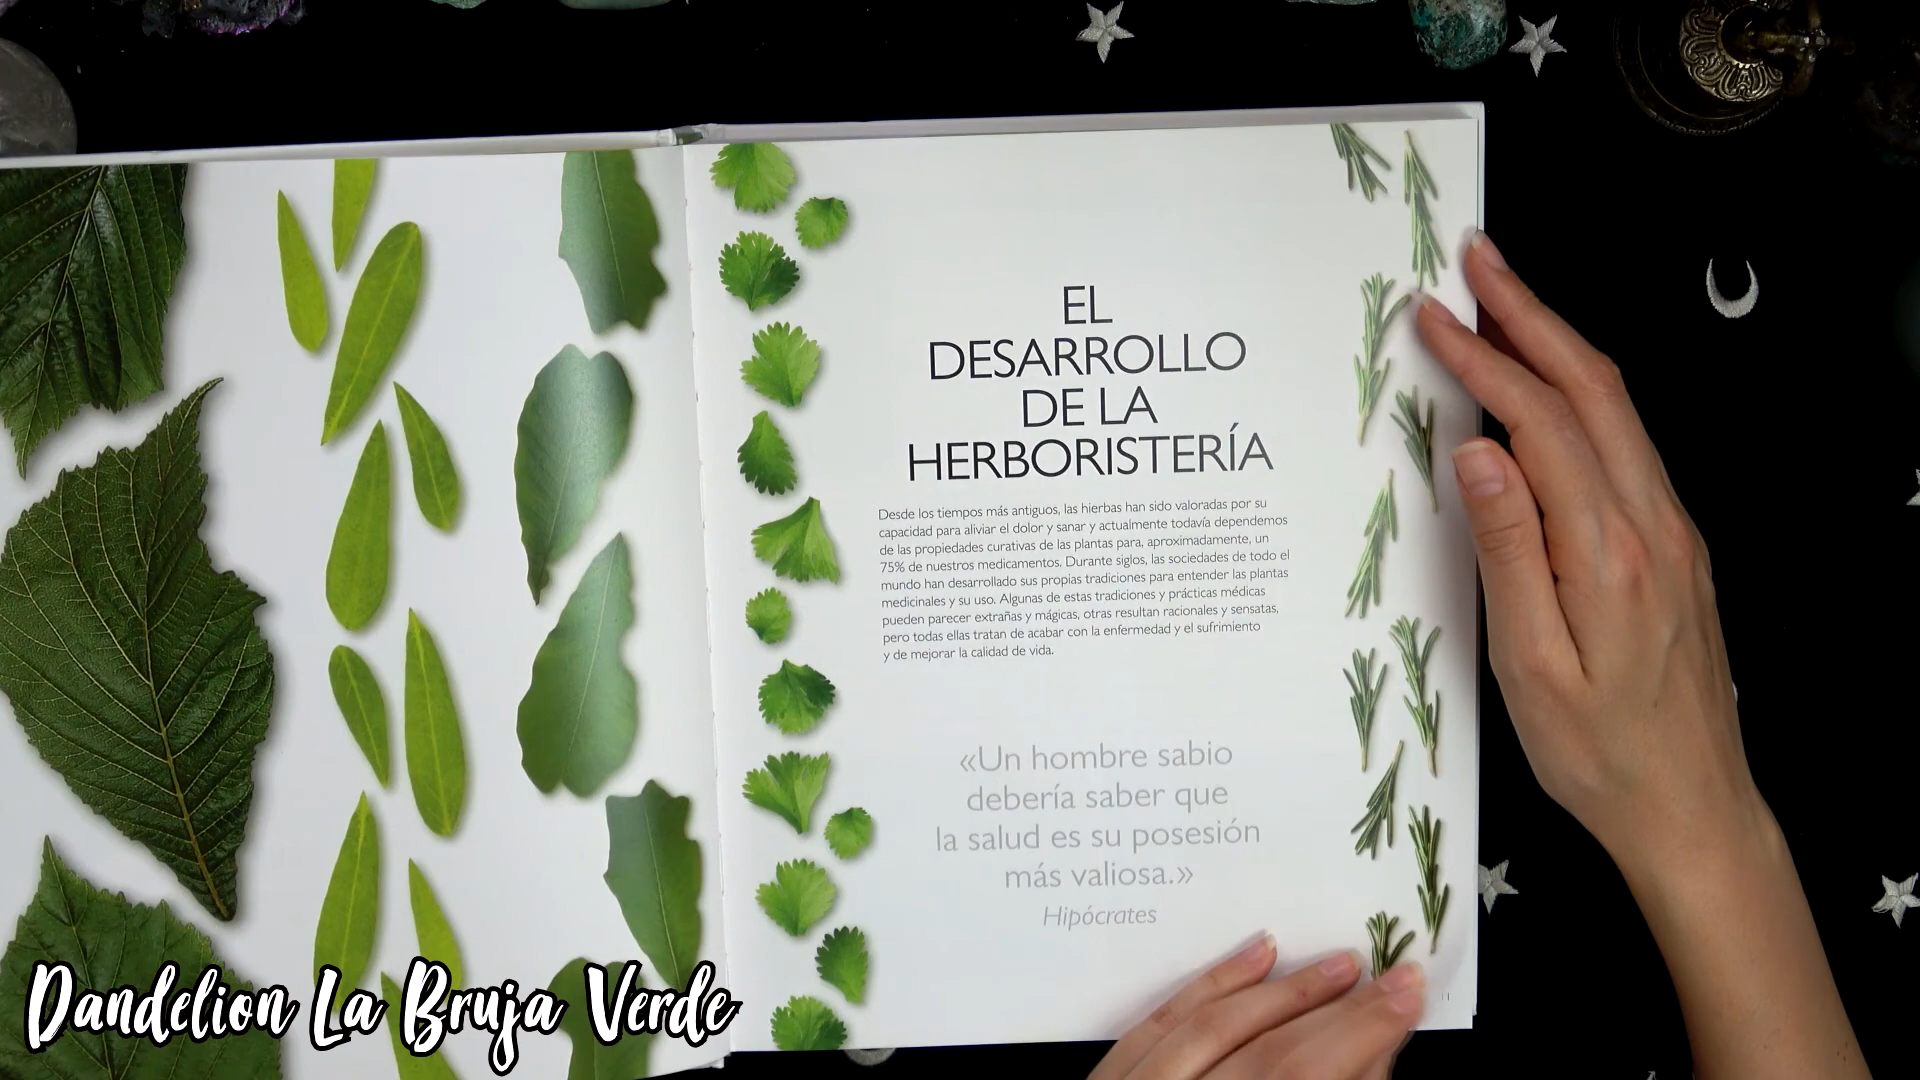 EL
DESARROLLO
DE LA
HERBORISTERÍA
Desde los tiempos más antiguos, las hierbas han sido valoradas por su
capacidad para aliviar el dolor y sanar y actualmente todavía dependemos
de las propiedades curativas de las plantas para, aproximadamente, un
75% de nuestros medicamentos. Durante siglos, las sociedades de todo el
mundo han desarrollado sus propias tradiciones para entender las plantas
medicinales y su uso. Algunas de estas tradiciones y prácticas médicas
pueden parecer extrañas y mágicas, otras resultan racionales y sensatas,
pero todas ellas tratan de acabar con la enfermedad y el sufrimiento
y de mejorar la calidad de vida.
«Un hombre sabio
debería saber que
la salud es su posesión
más valiosa.»
Hipócrates
11
Dandelion La Bruja Verde